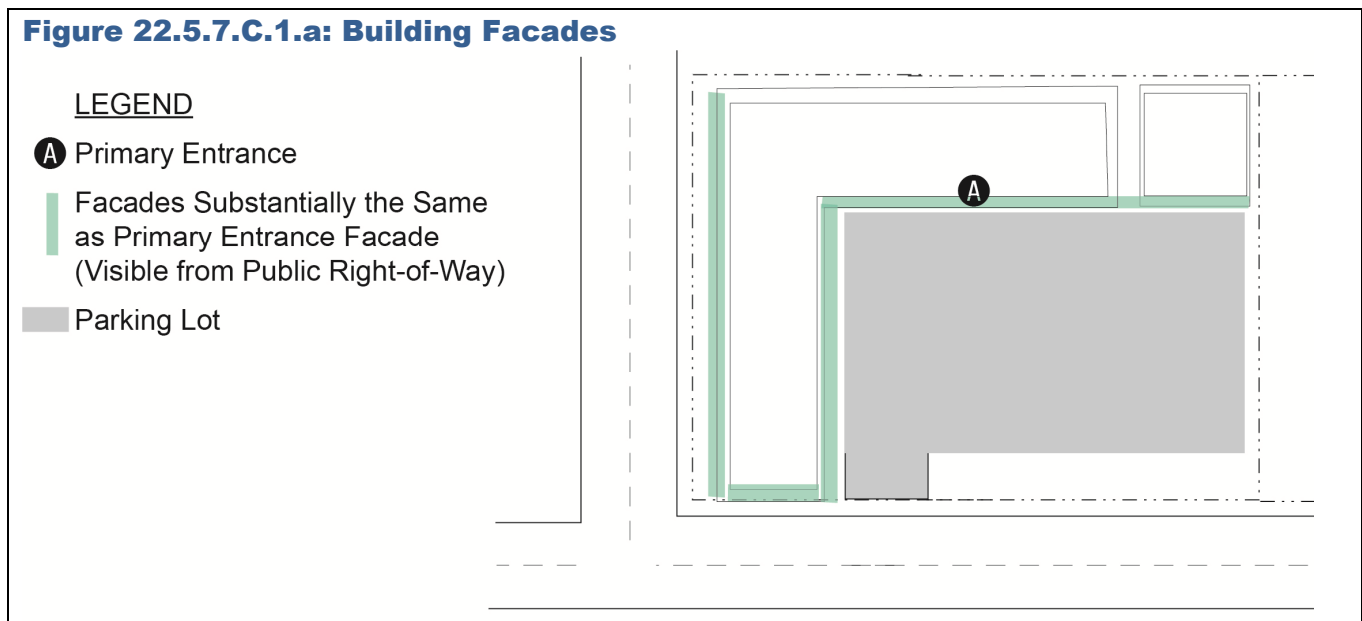 Figure 22.5.7.C.1.a: Building Facades
LEGEND
A Primary Entrance
Facades Substantially the Same
as Primary Entrance Facade
(Visible from Public Right-of-Way)
Parking Lot
A